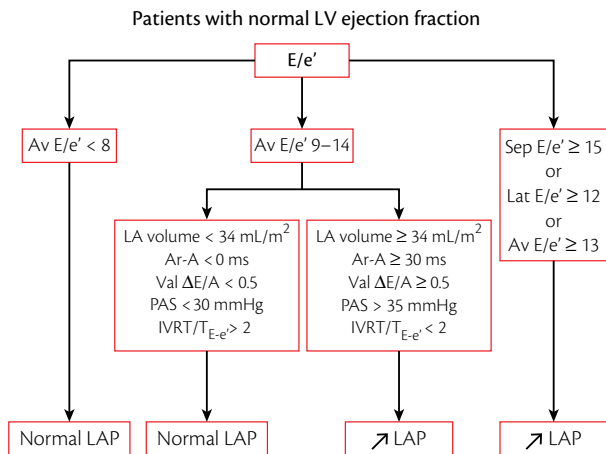 Patients with normal LV ejection fraction
E/e'
Av E/e' < 8
Av E/e' 9–14
Sep E/e' ≥ 15
or
Lat E/e' ≥ 12
or
Av E/e' ≥ 13
LA volume < 34 mL/m²
Ar-A <0 ms
Val ΔE/A < 0.5
PAS <30 mmHg
IVRT/T_E-e' > 2
LA volume ≥ 34 mL/m²
Ar-A ≥ 30 ms
Val ΔE/A ≥ 0.5
PAS > 35 mmHg
IVRT/T_E-e' < 2
Normal LAP
Normal LAP
↗ LAP
↗ LAP